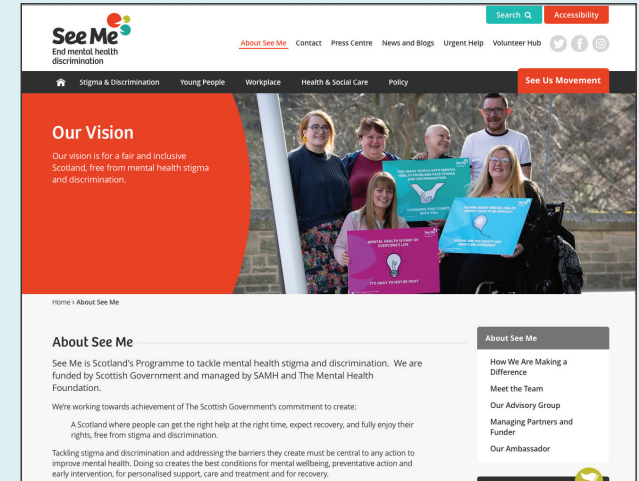 Search
Accessibility
See Me
End mental health
discrimination
About See Me Contact Press Centre News and Blogs Urgent Help Volunteer Hub
Stigma & Discrimination Young People Workplace Health & Social Care Policy See Us Movement
Our Vision
Our vision is for a fair and inclusive
Scotland, free from mental health stigma
and discrimination.
MENTAL HEALTH IS PART OF
EVERYONE'S LIFE
IT'S OKAY TO NOT BE OKAY
Home > About See Me
About See Me
See Me is Scotland's Programme to tackle mental health stigma and discrimination. We are
funded by Scottish Government and managed by SAMH and The Mental Health
Foundation.
We're working towards achievement of The Scottish Government's commitment to create:
A Scotland where people can get the right help at the right time, expect recovery, and fully enjoy their
rights, free from stigma and discrimination.
Tackling stigma and discrimination and addressing the barriers they create must be central to any action to
improve mental health. Doing so creates the best conditions for mental wellbeing, preventive action and
early intervention, for personalised support, care and treatment and for recovery.
About See Me
How We Are Making a
Difference
Meet the Team
Our Advisory Group
Managing Partners and
Funder
Our Ambassador